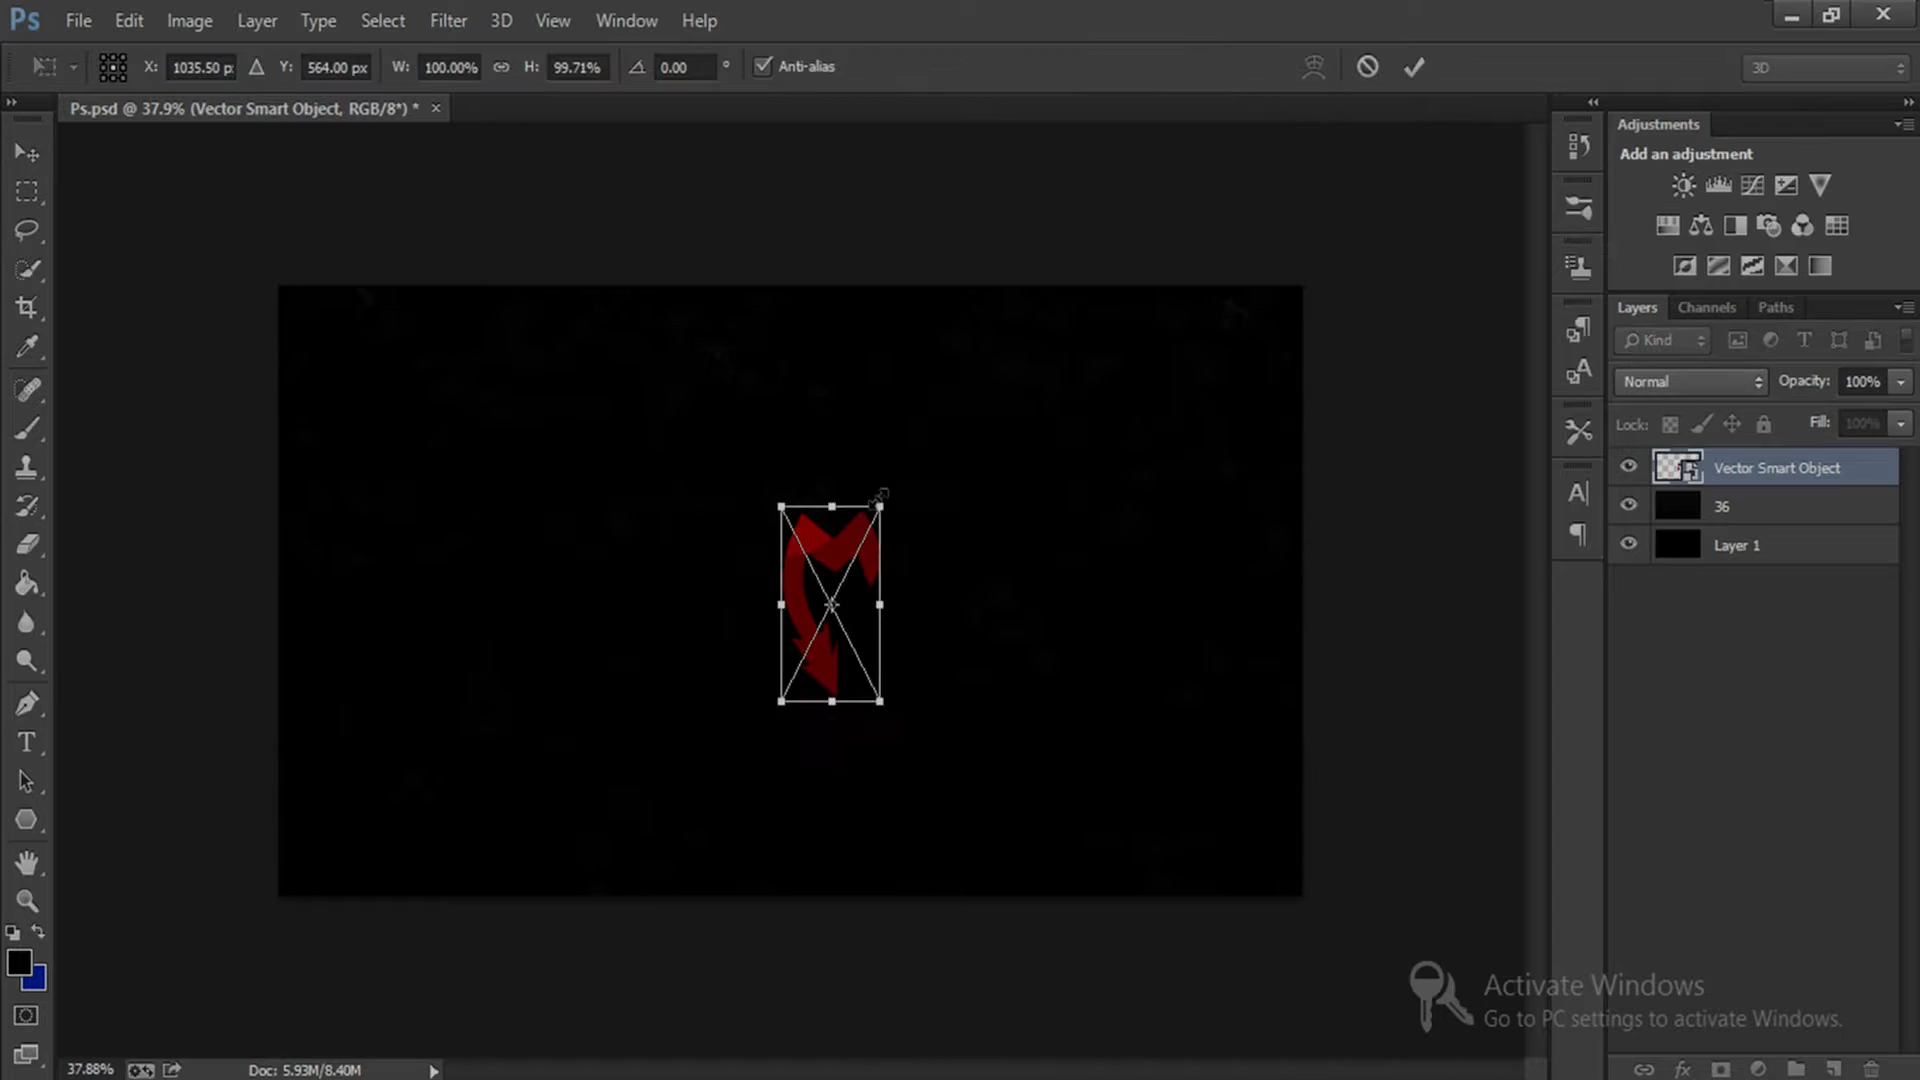 Ps File Edit Image Layer Type Select Filter 3D View Window Help
X: 1035.50 p: Y: 564.00 px W: 100.00% H: 99.71% 0.00 ° Anti-alias 3D
Ps.psd @ 37.9% (Vector Smart Object, RGB/8*) * ×
Adjustments
Add an adjustment
Layers Channels Paths
Kind
Normal Opacity: 100%
Lock: Fill: 100%
Vector Smart Object
36
Layer 1
Activate Windows
Go to PC settings to activate Windows.
37.88% Doc: 5.93M/8.40M